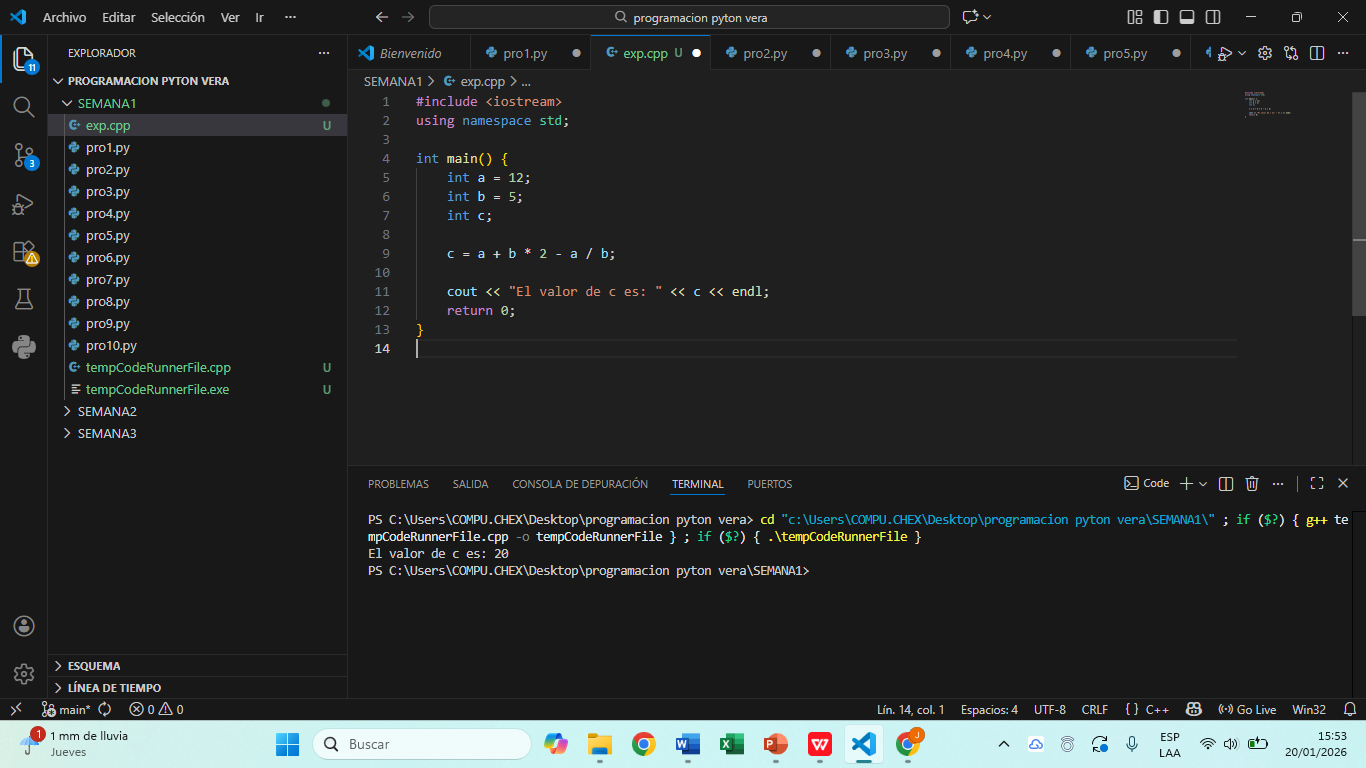 Archivo Editar Selección Ver Ir ···
programacion pyton vera
EXPLORADOR
PROGRAMACION PYTON VERA
SEMANA1
exp.cpp U
pro1.py
pro2.py
pro3.py
pro4.py
pro5.py
pro6.py
pro7.py
pro8.py
pro9.py
pro10.py
tempCodeRunnerFile.cpp U
tempCodeRunnerFile.exe U
SEMANA2
SEMANA3
ESQUEMA
LÍNEA DE TIEMPO
11
3
Bienvenido pro1.py exp.cpp U pro2.py pro3.py pro4.py pro5.py
SEMANA1 > exp.cpp > ...
1 #include <iostream>
2 using namespace std;
3
4 int main() {
5 int a = 12;
6 int b = 5;
7 int c;
8
9 c = a + b * 2 - a / b;
10
11 cout << "El valor de c es: " << c << endl;
12 return 0;
13 }
14
PROBLEMAS SALIDA CONSOLA DE DEPURACIÓN TERMINAL PUERTOS
Code
PS C:\Users\COMPU.CHEX\Desktop\programacion pyton vera> cd "c:\Users\COMPU.CHEX\Desktop\programacion pyton vera\SEMANA1\" ; if ($?) { g++ te
mpCodeRunnerFile.cpp -o tempCodeRunnerFile } ; if ($?) { .\tempCodeRunnerFile }
El valor de c es: 20
PS C:\Users\COMPU.CHEX\Desktop\programacion pyton vera\SEMANA1>
main* 0 0 Lín. 14, col. 1 Espacios: 4 UTF-8 CRLF {} C++ Go Live Win32
1
1 mm de lluvia
Jueves
Buscar
ESP
LAA
15:53
20/01/2026